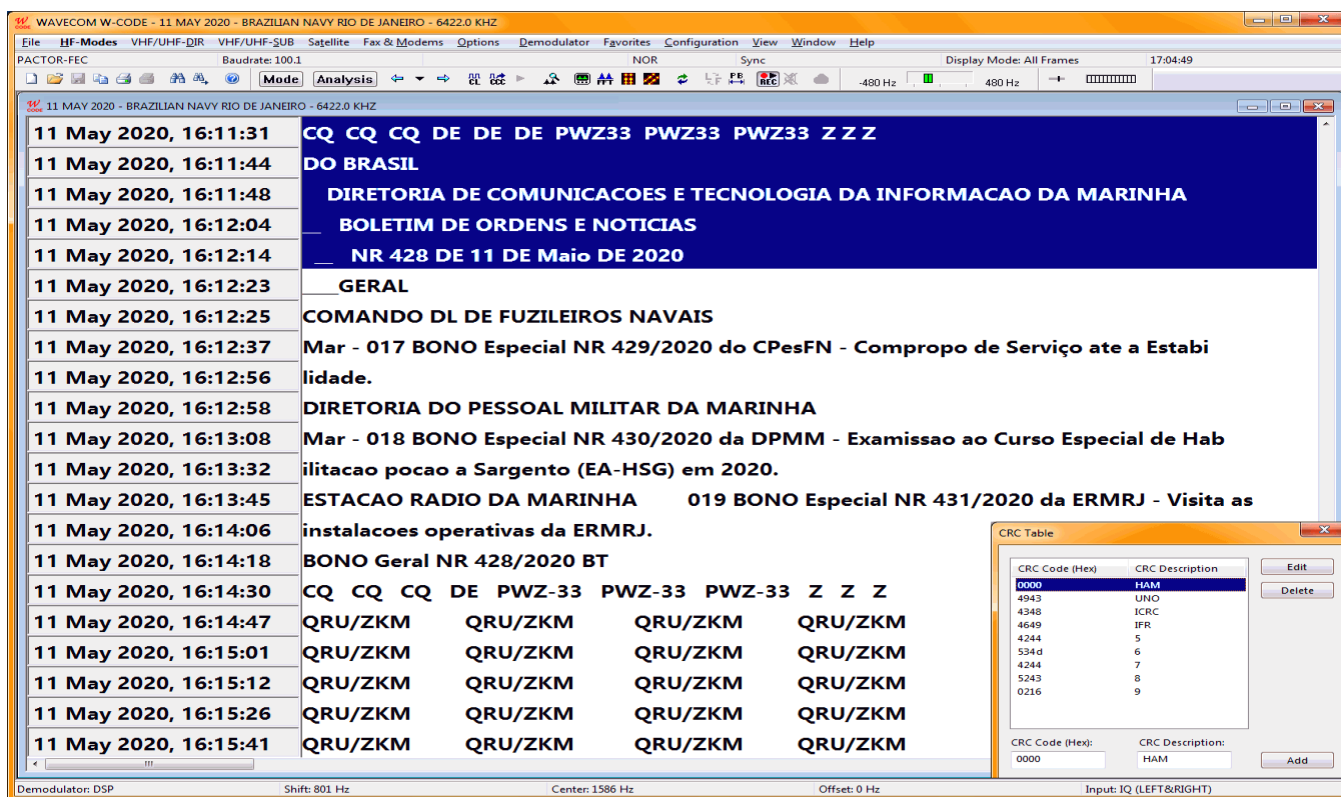 WAVECOM W-CODE - 11 MAY 2020 - BRAZILIAN NAVY RIO DE JANEIRO - 6422.0 KHZ
File HF-Modes VHF/UHF-DIR VHF/UHF-SUB Satellite Fax & Modems Options Demodulator Favorites Configuration View Window Help
PACTOR-FEC Baudrate: 100.1 NOR Sync Display Mode: All Frames 17:04:49
Mode Analysis REC -480 Hz 480 Hz
11 MAY 2020 - BRAZILIAN NAVY RIO DE JANEIRO - 6422.0 KHZ
11 May 2020, 16:11:31 CQ CQ CQ DE DE DE PWZ33 PWZ33 PWZ33 Z Z Z
11 May 2020, 16:11:44 DO BRASIL
11 May 2020, 16:11:48 DIRETORIA DE COMUNICACOES E TECNOLOGIA DA INFORMACAO DA MARINHA
11 May 2020, 16:12:04 __ BOLETIM DE ORDENS E NOTICIAS
11 May 2020, 16:12:14 __ NR 428 DE 11 DE Maio DE 2020
11 May 2020, 16:12:23 ____GERAL
11 May 2020, 16:12:25 COMANDO DL DE FUZILEIROS NAVAIS
11 May 2020, 16:12:37 Mar - 017 BONO Especial NR 429/2020 do CPesFN - Compropo de Serviço ate a Estabi
11 May 2020, 16:12:56 lidade.
11 May 2020, 16:12:58 DIRETORIA DO PESSOAL MILITAR DA MARINHA
11 May 2020, 16:13:08 Mar - 018 BONO Especial NR 430/2020 da DPMM - Examissao ao Curso Especial de Hab
11 May 2020, 16:13:32 ilitacao pocao a Sargento (EA-HSG) em 2020.
11 May 2020, 16:13:45 ESTACAO RADIO DA MARINHA 019 BONO Especial NR 431/2020 da ERMRJ - Visita as
11 May 2020, 16:14:06 instalacoes operativas da ERMRJ.
11 May 2020, 16:14:18 BONO Geral NR 428/2020 BT
11 May 2020, 16:14:30 CQ CQ CQ DE PWZ-33 PWZ-33 PWZ-33 Z Z Z
11 May 2020, 16:14:47 QRU/ZKM QRU/ZKM QRU/ZKM QRU/ZKM
11 May 2020, 16:15:01 QRU/ZKM QRU/ZKM QRU/ZKM QRU/ZKM
11 May 2020, 16:15:12 QRU/ZKM QRU/ZKM QRU/ZKM QRU/ZKM
11 May 2020, 16:15:26 QRU/ZKM QRU/ZKM QRU/ZKM QRU/ZKM
11 May 2020, 16:15:41 QRU/ZKM QRU/ZKM QRU/ZKM QRU/ZKM
CRC Table
CRC Code (Hex) CRC Description Edit
0000 HAM
4943 UNO Delete
4348 ICRC
4649 IFR
4244 5
534d 6
4244 7
5243 8
0216 9
CRC Code (Hex): CRC Description:
0000 HAM Add
Demodulator: DSP Shift: 801 Hz Center: 1586 Hz Offset: 0 Hz Input: IQ (LEFT&RIGHT)